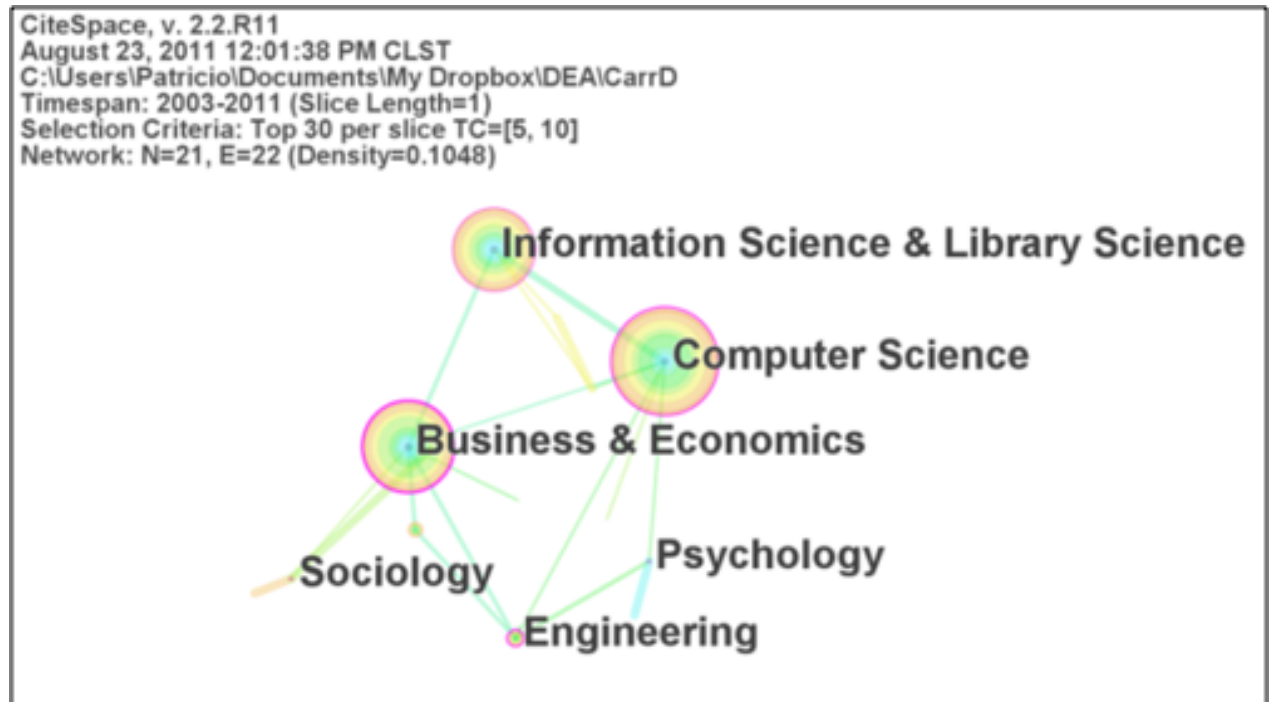 CiteSpace, v. 2.2.R11
August 23, 2011 12:01:38 PM CLST
C:\Users\Patricio\Documents\My Dropbox\DEA\CarrD
Timespan: 2003-2011 (Slice Length=1)
Selection Criteria: Top 30 per slice TC=[5, 10]
Network: N=21, E=22 (Density=0.1048)
Information Science & Library Science
Computer Science
Business & Economics
Psychology
Sociology
Engineering